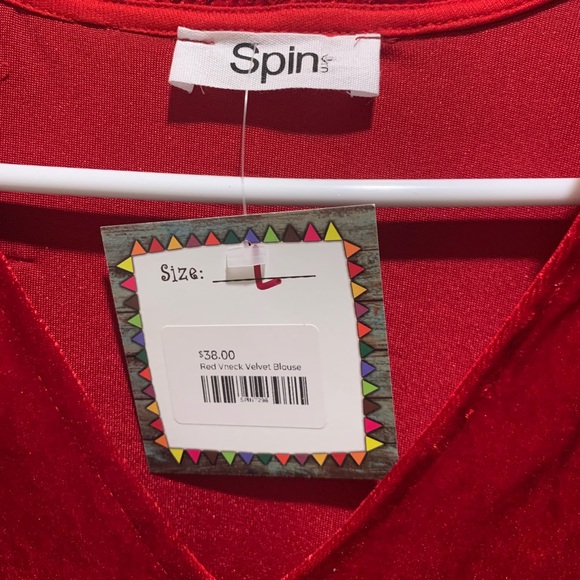 Spin
Size: L
$38.00
Red Vneck Velvet Blouse